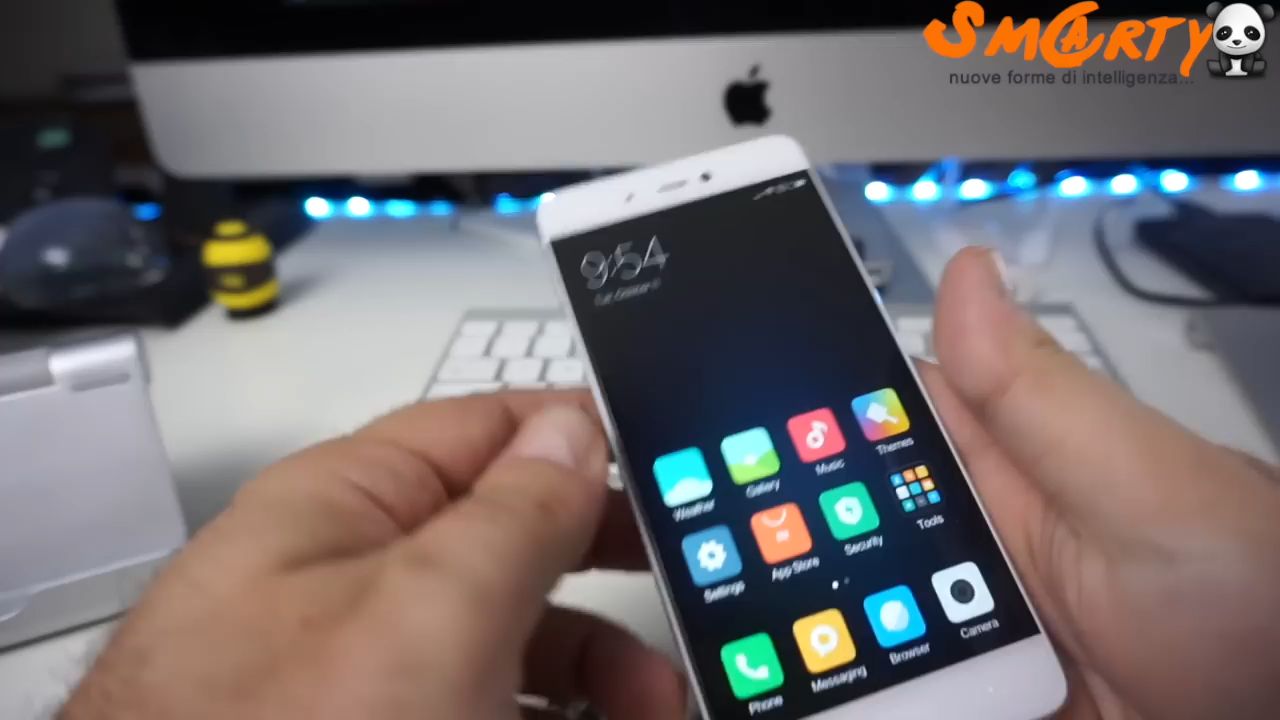 SMARTY
nuove forme di intelligenza...
9:54
Weather
Gallery
Music
Themes
Settings
App Store
Security
Tools
Phone
Messaging
Browser
Camera